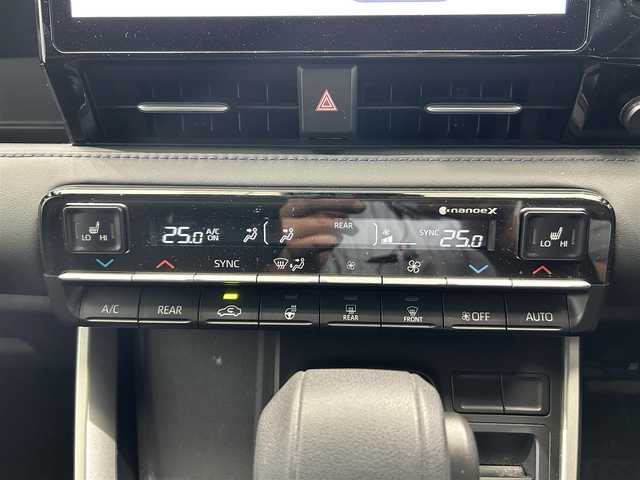 nanoeX
LO HI
25.0 A/C ON
REAR
SYNC 25.0
LO HI
SYNC
A/C
REAR
REAR
FRONT
OFF
AUTO